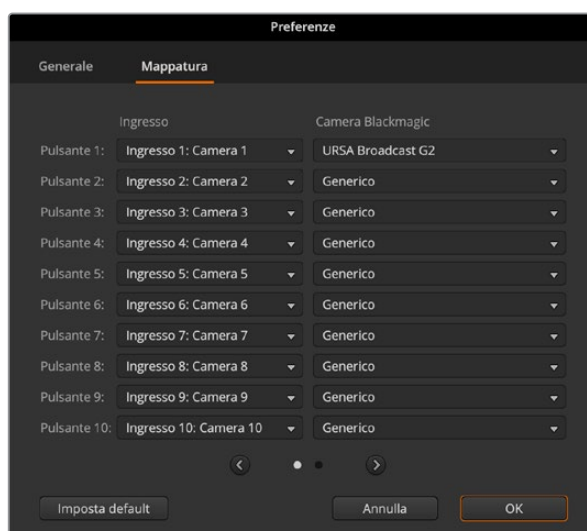 Preferenze
Generale Mappatura
Ingresso Camera Blackmagic
Pulsante 1: Ingresso 1: Camera 1 URSA Broadcast G2
Pulsante 2: Ingresso 2: Camera 2 Generico
Pulsante 3: Ingresso 3: Camera 3 Generico
Pulsante 4: Ingresso 4: Camera 4 Generico
Pulsante 5: Ingresso 5: Camera 5 Generico
Pulsante 6: Ingresso 6: Camera 6 Generico
Pulsante 7: Ingresso 7: Camera 7 Generico
Pulsante 8: Ingresso 8: Camera 8 Generico
Pulsante 9: Ingresso 9: Camera 9 Generico
Pulsante 10: Ingresso 10: Camera 10 Generico
Imposta default Annulla OK